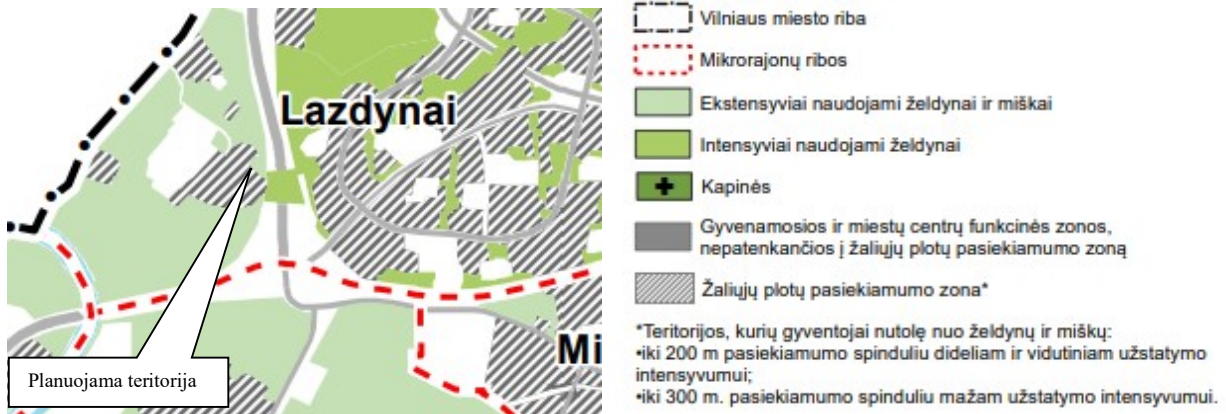 Lazdynai
Mi
Planuojama teritorija
Vilniaus miesto riba
Mikrorajonų ribos
Ekstensyviai naudojami želdynai ir miškai
Intensyviai naudojami želdynai
Kapinės
Gyvenamosios ir miestų centrų funkcinės zonos,
nepatenkančios į žaliųjų plotų pasiekiamumo zoną
Žaliųjų plotų pasiekiamumo zona*
*Teritorijos, kurių gyventojai nutolę nuo želdynų ir miškų:
•iki 200 m pasiekiamumo spinduliu dideliam ir vidutiniam užstatymo
intensyvumui;
•iki 300 m. pasiekiamumo spinduliu mažam užstatymo intensyvumui.